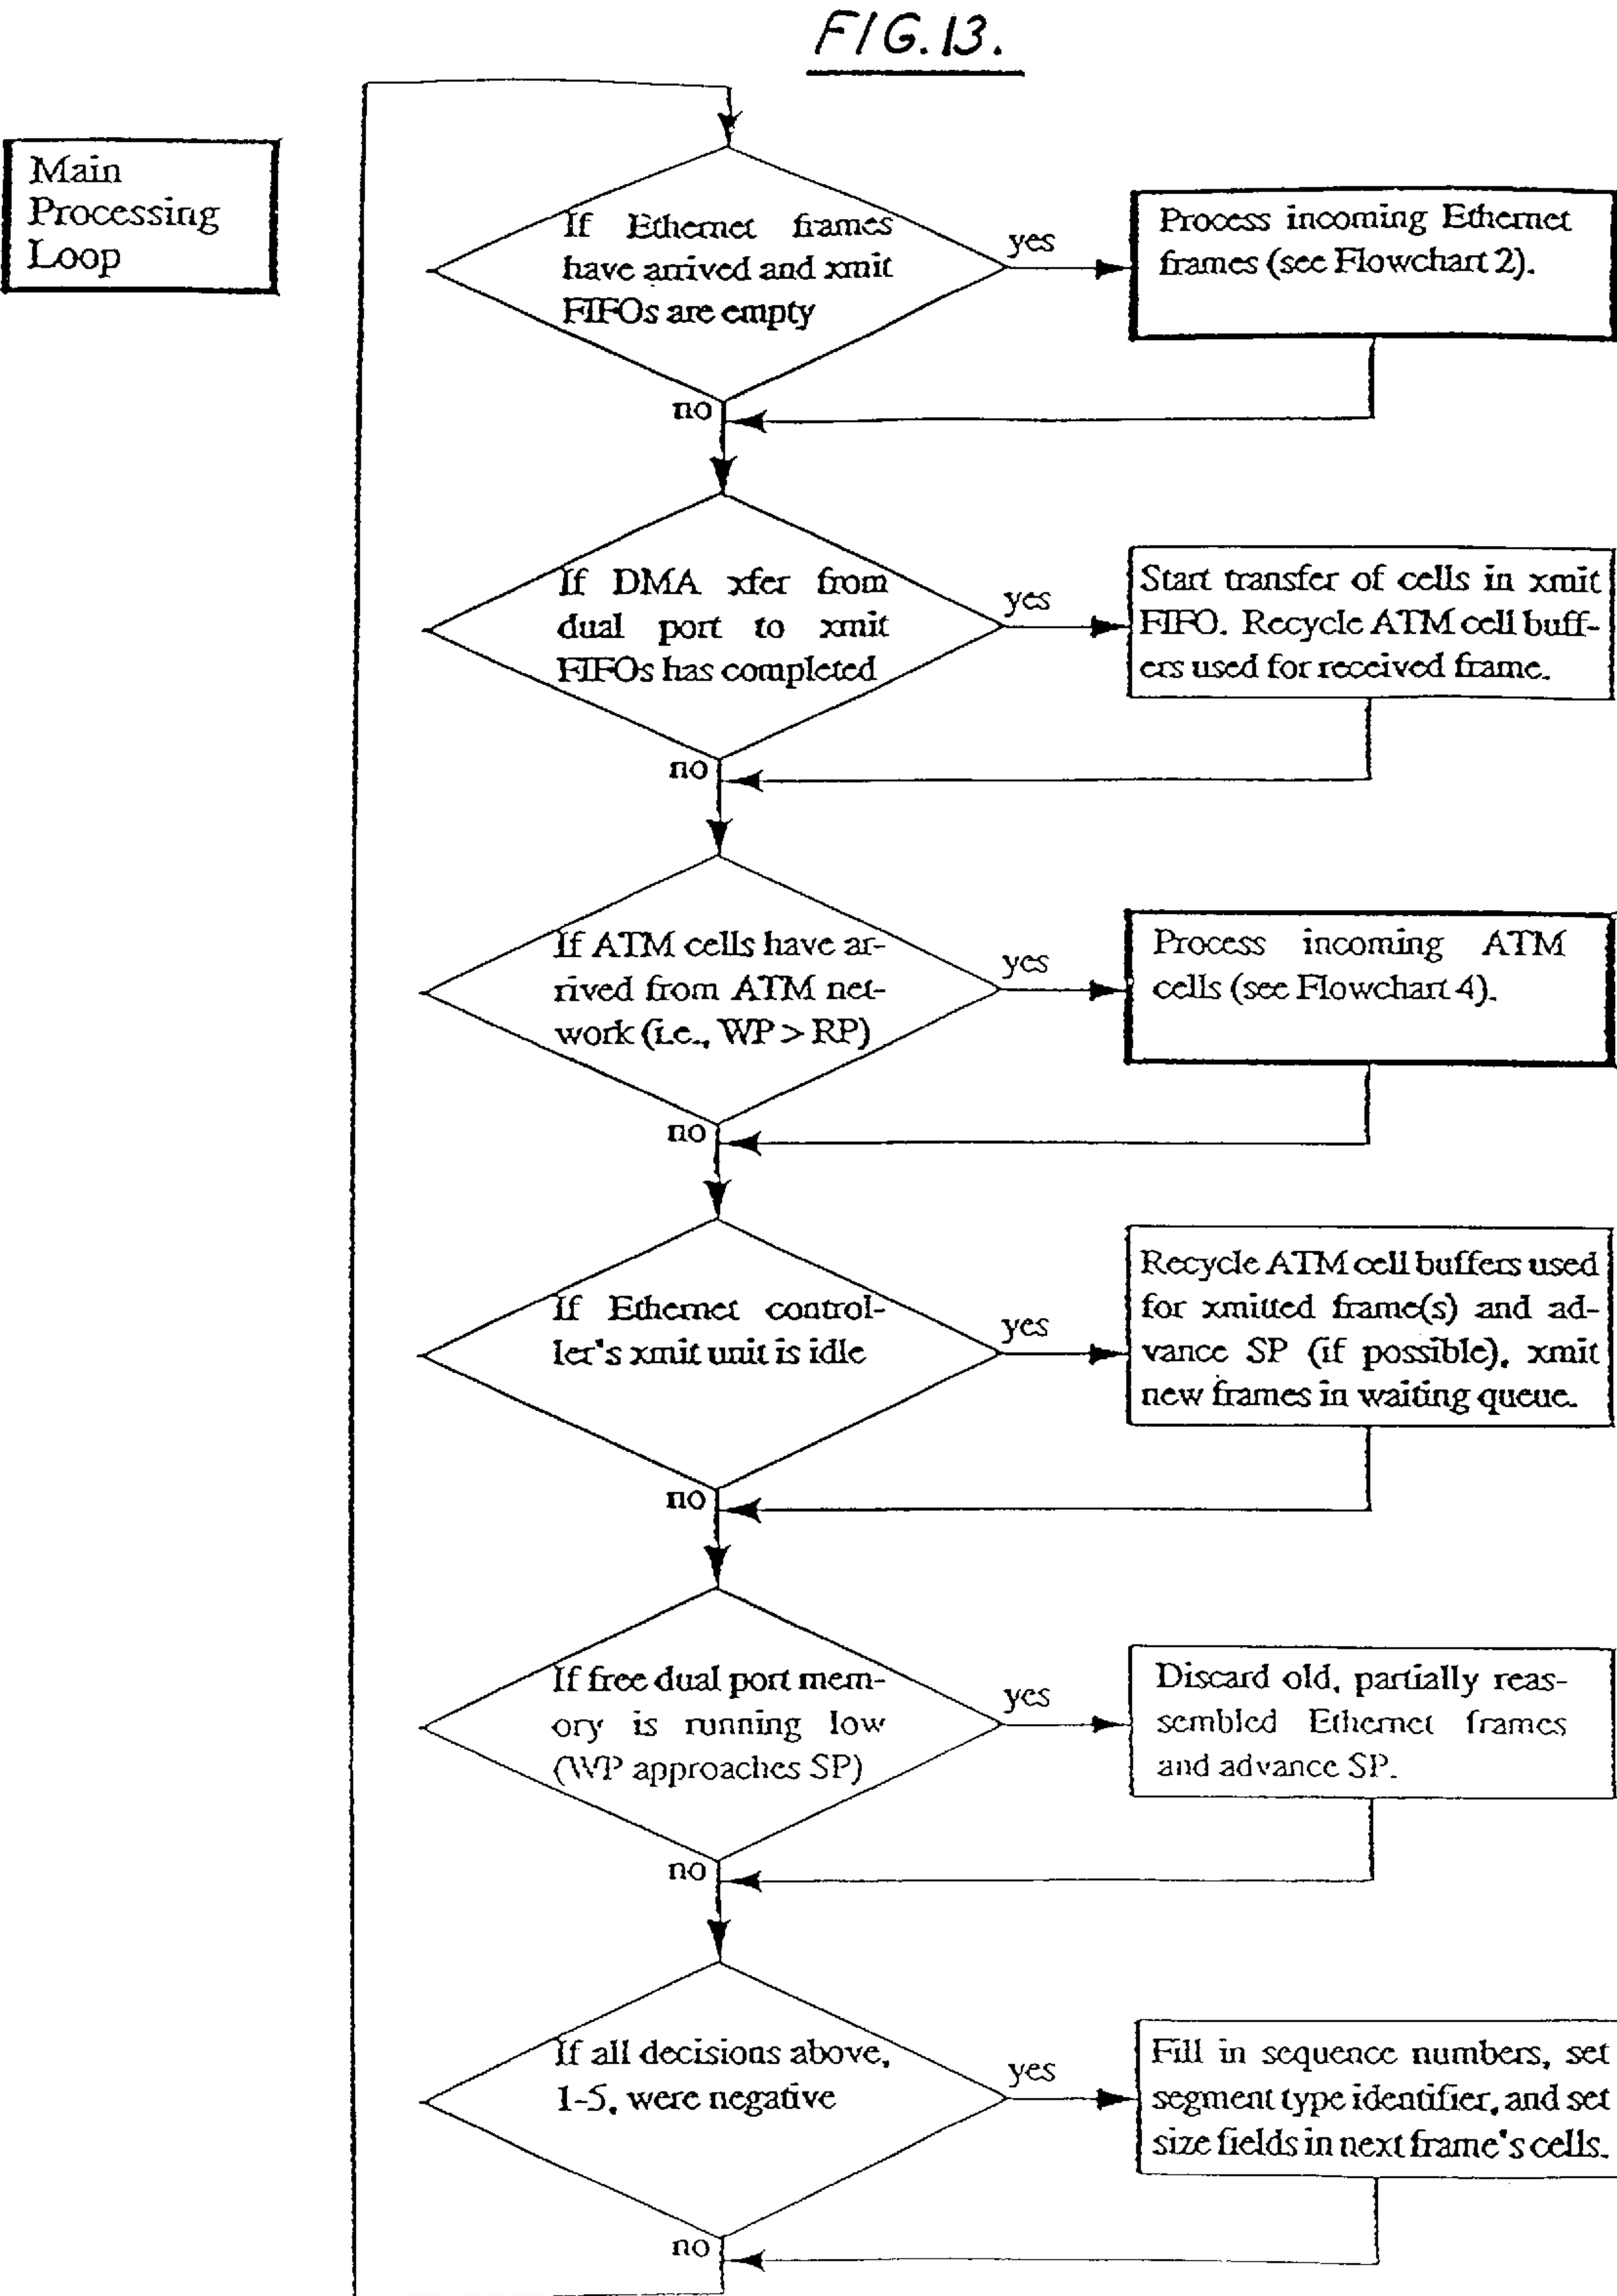 FIG.13.
Main
Processing
Loop
If Ethernet frames
have arrived and xmit
FIFOs are empty
yes
Process incoming Ethernet
frames (see Flowchart 2).
no
If DMA xfer from
dual port to xmit
FIFOs has completed
yes
Start transfer of cells in xmit
FIFO. Recycle ATM cell buff-
ers used for received frame.
no
If ATM cells have ar-
rived from ATM net-
work (i.e., WP > RP)
yes
Process incoming ATM
cells (see Flowchart 4).
no
If Ethernet control-
ler's xmit unit is idle
yes
Recycle ATM cell buffers used
for xmitted frame(s) and ad-
vance SP (if possible), xmit
new frames in waiting queue.
no
If free dual port mem-
ory is running low
(WP approaches SP)
yes
Discard old, partially reas-
sembled Ethernet frames
and advance SP.
no
If all decisions above,
1-5, were negative
yes
Fill in sequence numbers, set
segment type identifier, and set
size fields in next frame's cells.
no